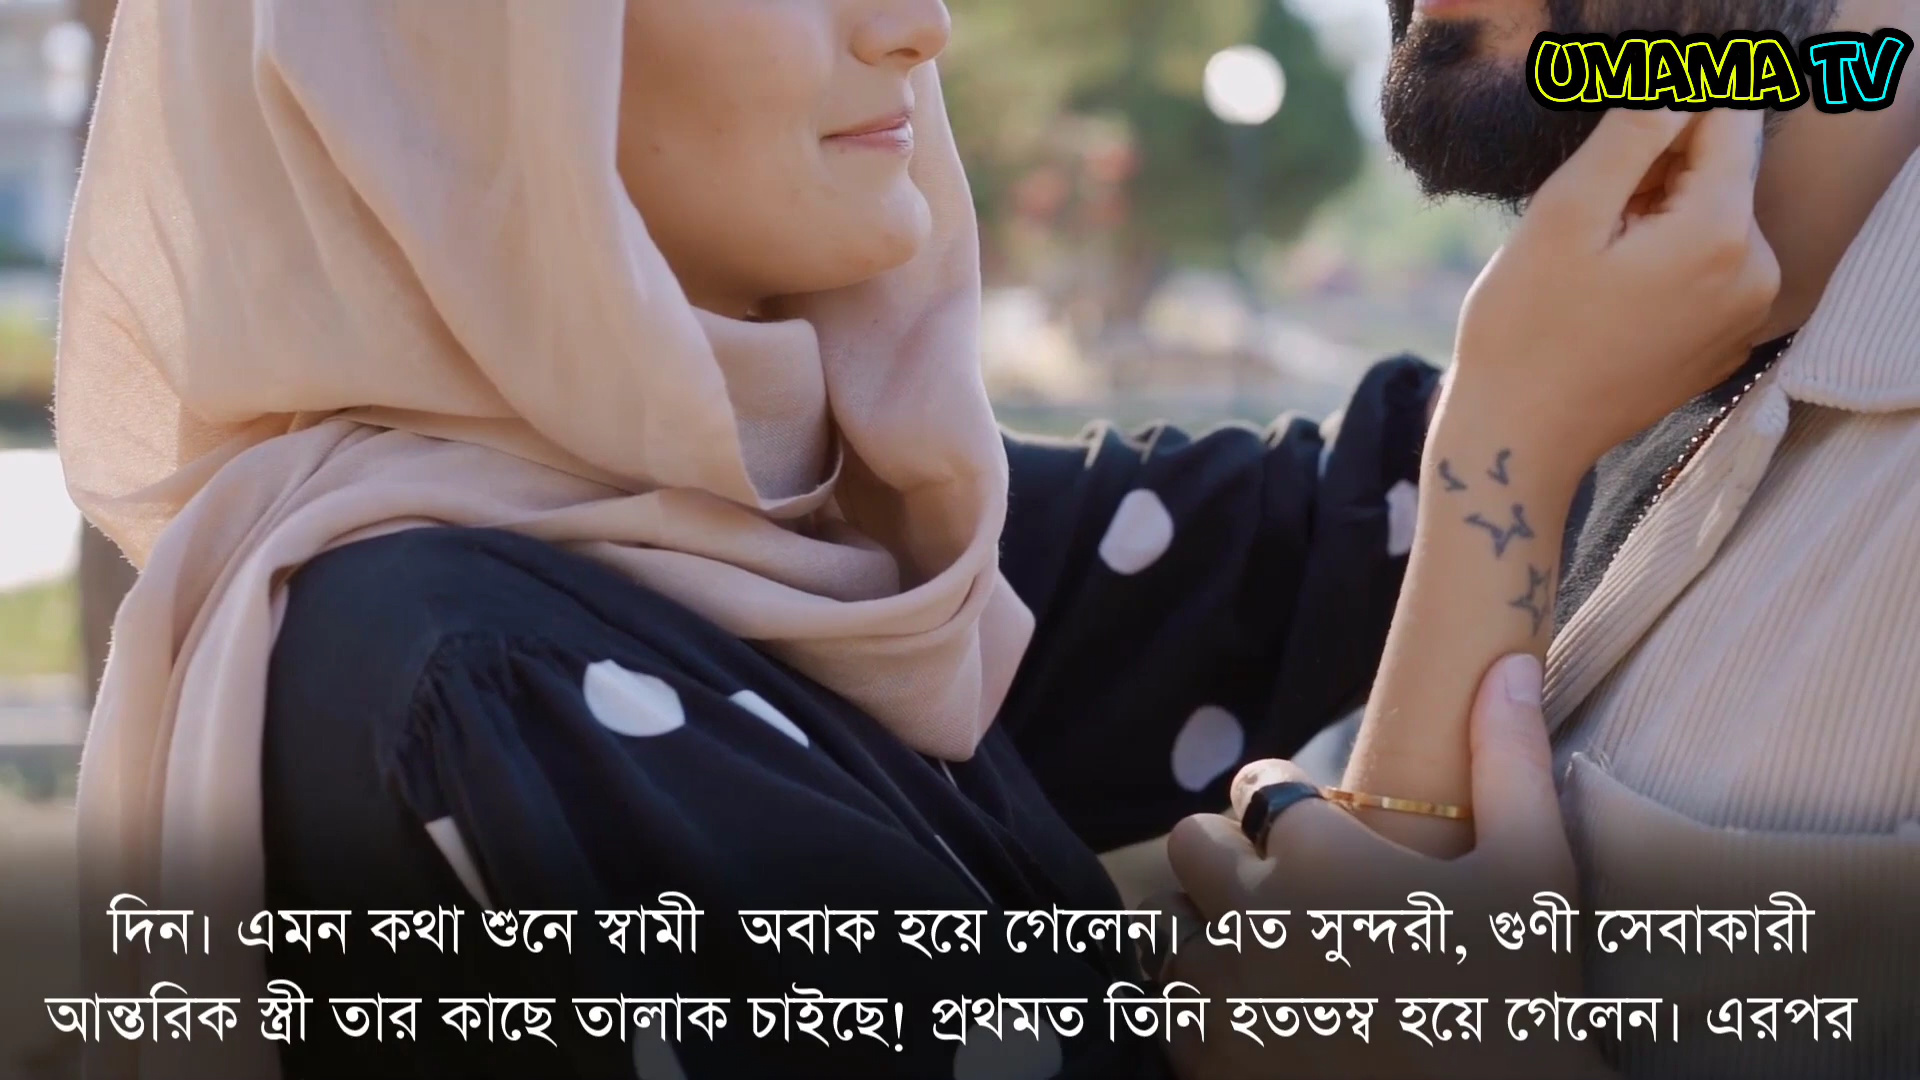 UMAMA TV
দিন। এমন কথা শুনে স্বামী অবাক হয়ে গেলেন। এত সুন্দরী, গুণী সেবাকারী
আন্তরিক স্ত্রী তার কাছে তালাক চাইছে! প্রথমত তিনি হতভম্ব হয়ে গেলেন। এরপর